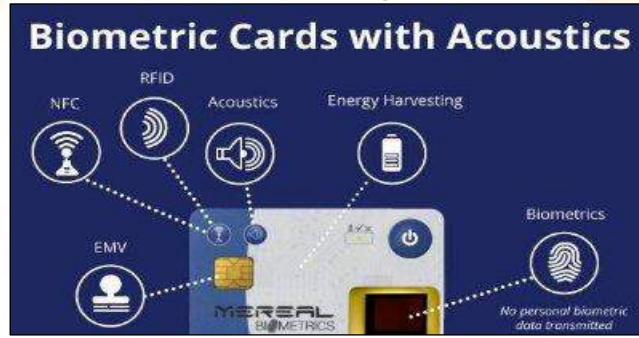 Biometric Cards with Acoustics
RFID
NFC
Acoustics
Energy Harvesting
Biometrics
EMV
MEREAL
BIOMETRICS
No personal biometric
data transmitted